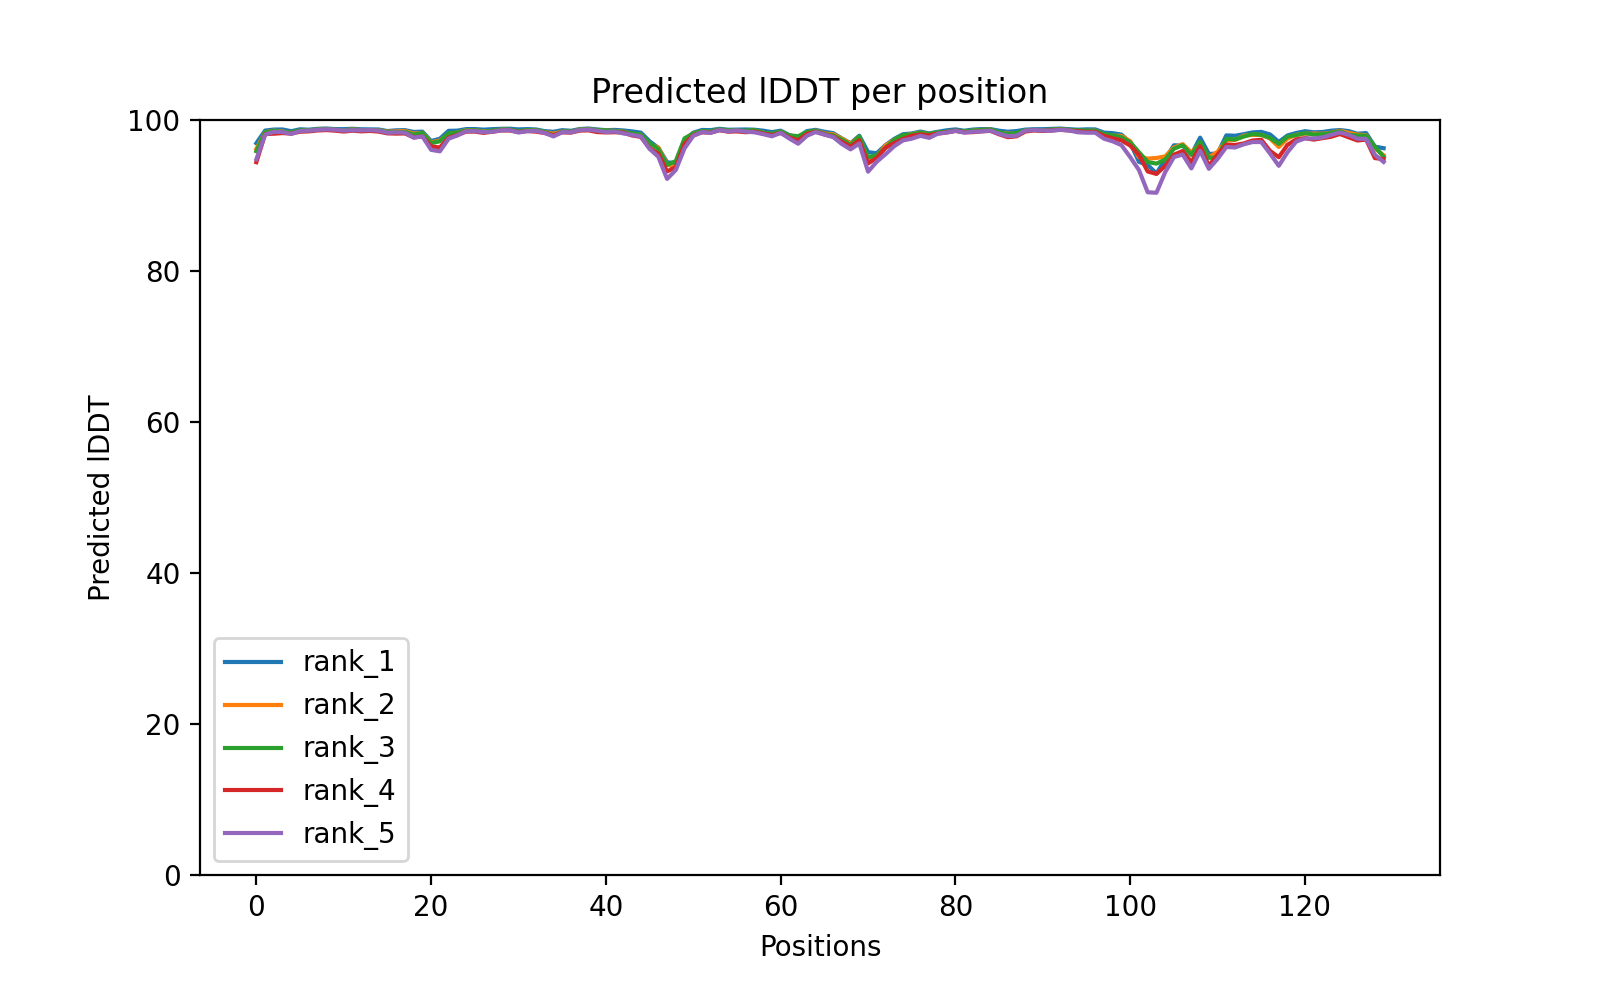 Predicted lDDT per position
100
80
60
40
20
0
Predicted lDDT
rank_1
rank_2
rank_3
rank_4
rank_5
0 20 40 60 80 100 120
Positions